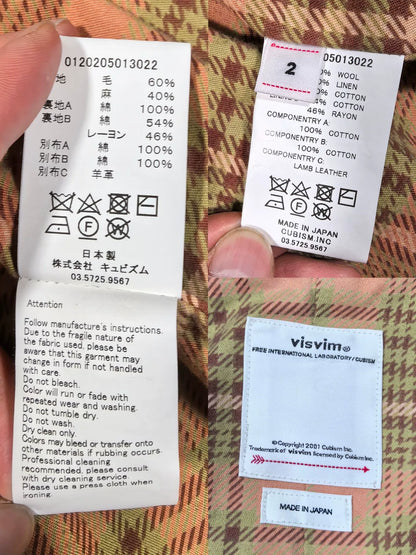 0120205013022
地 毛 60%
麻 40%
裏地A 綿 100%
裏地B 綿 54%
レーヨン 46%
別布A 綿 100%
別布B 綿 100%
別布C 羊革
日本製
株式会社 キュビズム
03.5725.9567
Attention
Follow manufacture's instructions.
Due to the fragile nature of
the fabric used, please be
aware that this garment may
change in form if not handled
with care.
Do not bleach.
Color will run or fade with
repeated wear and washing.
Do not tumble dry.
Do not wash.
Dry clean only.
Colors may bleed or transfer onto
other materials if rubbing occurs.
Professional cleaning
recommended, please consult
with dry cleaning service.
Please use a press cloth when
ironing.
2
05013022
% WOOL
% LINEN
% COTTON
% COTTON
46% RAYON
COMPONENTRY A:
100% COTTON
100% COTTON
COMPONENTRY C:
LAMB LEATHER
MADE IN JAPAN
CUBISM.INC
03.5725.9567
visvim®
FREE INTERNATIONAL LABORATORY/CUBISM
©Copyright 2001 Cubism Inc.
Trademark of visvim licensed by Cubism Inc.
MADE IN JAPAN